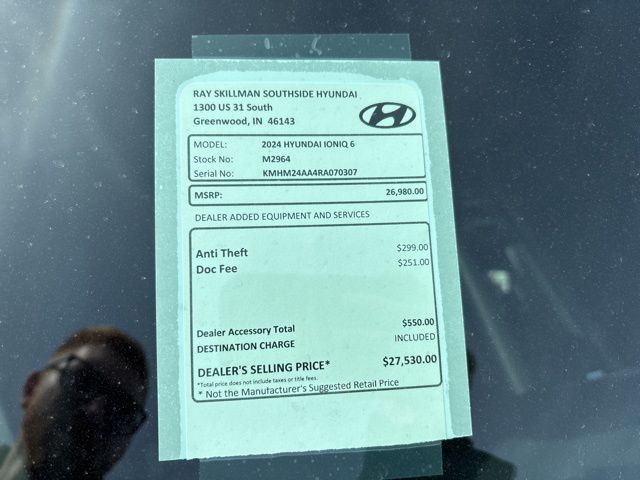 RAY SKILLMAN SOUTHSIDE HYUNDAI
1300 US 31 South
Greenwood, IN 46143
MODEL: 2024 HYUNDAI IONIQ 6
Stock No: M2964
Serial No: KMHM24AA4RA070307
MSRP: 26,980.00
DEALER ADDED EQUIPMENT AND SERVICES
Anti Theft $299.00
Doc Fee $251.00
Dealer Accessory Total $550.00
DESTINATION CHARGE INCLUDED
DEALER'S SELLING PRICE* $27,530.00
*Total price does not include taxes or title fees.
* Not the Manufacturer's Suggested Retail Price